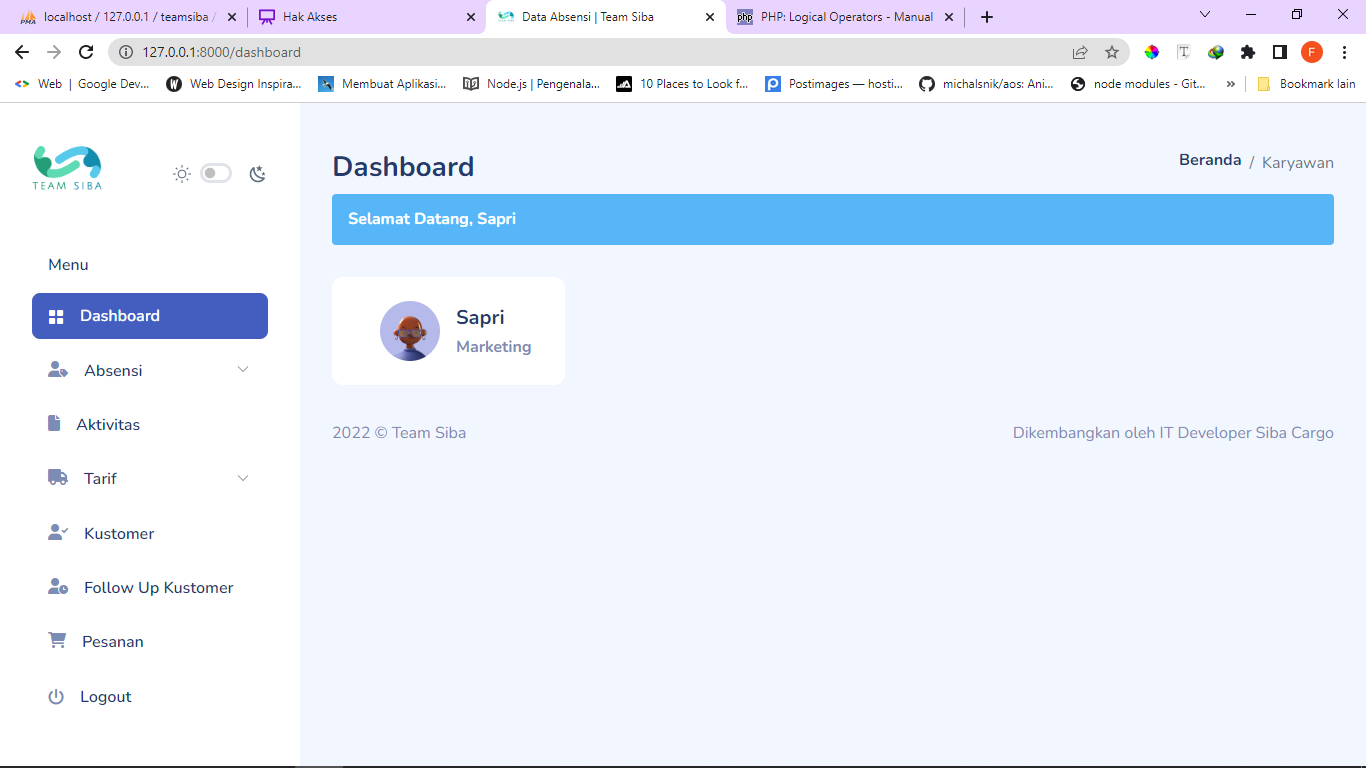 localhost / 127.0.0.1 / teamsiba /
Hak Akses
Data Absensi | Team Siba
PHP: Logical Operators - Manual
127.0.0.1:8000/dashboard
F
Web | Google Dev...
Web Design Inspira...
Membuat Aplikasi...
Node.js | Pengenala...
10 Places to Look f...
Postimages — hosti...
michalsnik/aos: Ani...
node modules - Git...
Bookmark lain
TEAM SIBA
Dashboard
Beranda / Karyawan
Selamat Datang, Sapri
Menu
Dashboard
Absensi
Aktivitas
Tarif
Kustomer
Follow Up Kustomer
Pesanan
Logout
Sapri
Marketing
2022 © Team Siba
Dikembangkan oleh IT Developer Siba Cargo